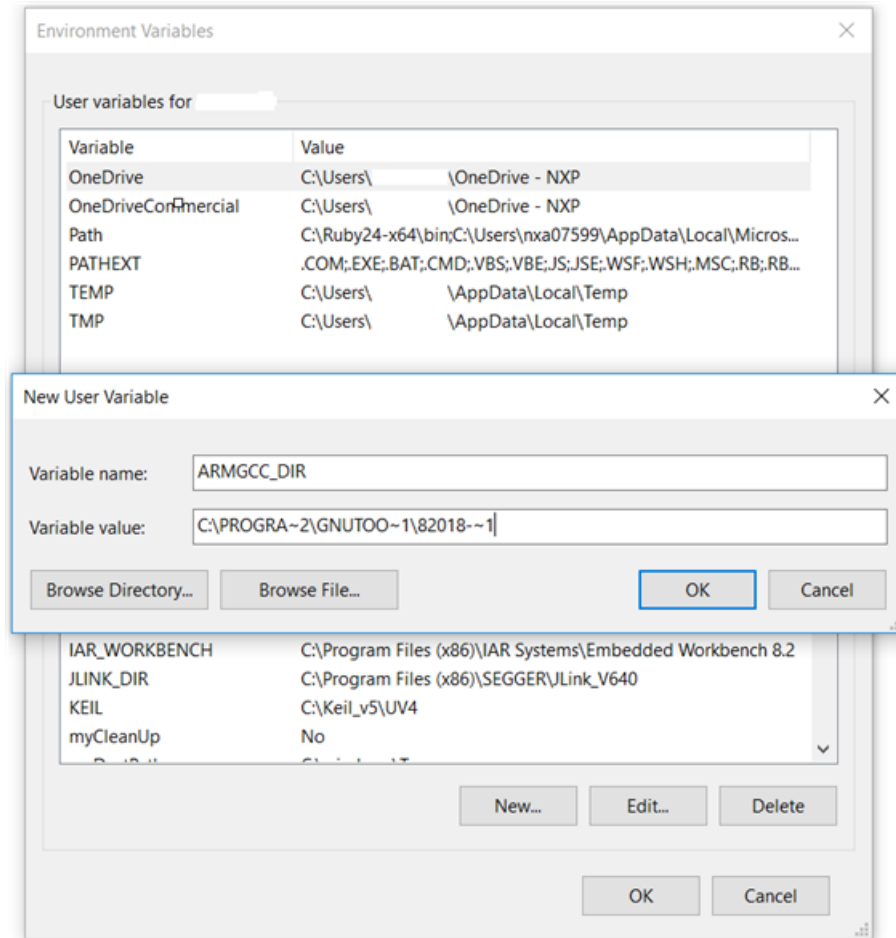 Environment Variables
User variables for
Variable Value
OneDrive C:\Users\ \OneDrive - NXP
OneDriveCommercial C:\Users\ \OneDrive - NXP
Path C:\Ruby24-x64\bin;C:\Users\nxa07599\AppData\Local\Micros...
PATHEXT .COM;.EXE;.BAT;.CMD;.VBS;.VBE;.JS;.JSE;.WSF;.WSH;.MSC;.RB;.RB...
TEMP C:\Users\ \AppData\Local\Temp
TMP C:\Users\ \AppData\Local\Temp
New User Variable
Variable name: ARMGCC_DIR
Variable value: C:\PROGRA~2\GNUTOO~1\82018-~1
Browse Directory... Browse File... OK Cancel
IAR_WORKBENCH C:\Program Files (x86)\IAR Systems\Embedded Workbench 8.2
JLINK_DIR C:\Program Files (x86)\SEGGER\JLink_V640
KEIL C:\Keil_v5\UV4
myCleanUp No
New... Edit... Delete
OK Cancel